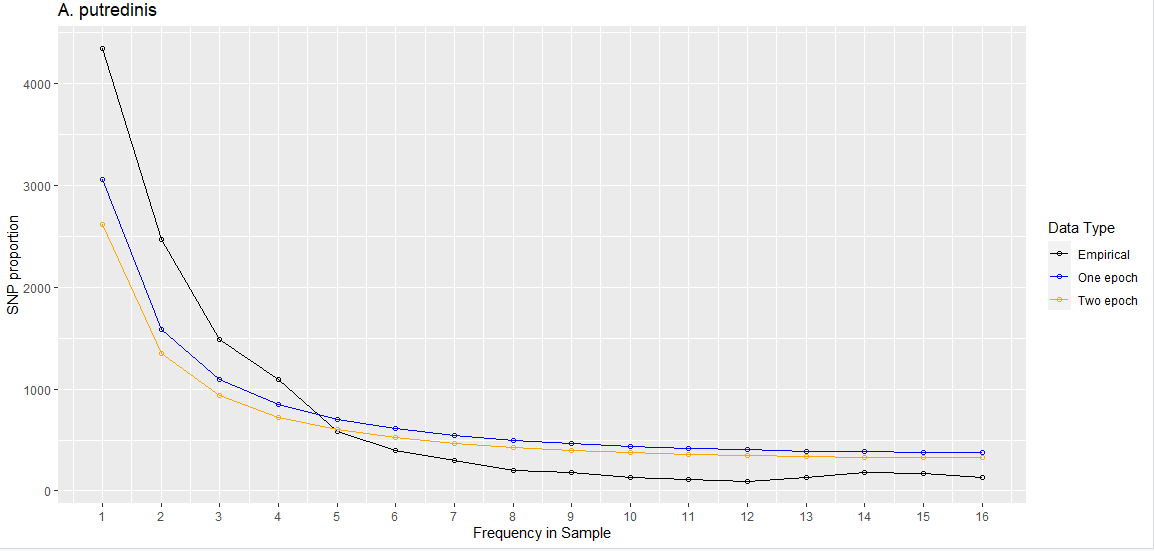 A. putredinis
SNP proportion
4000
3000
2000
1000
0
1 2 3 4 5 6 7 8 9 10 11 12 13 14 15 16
Frequency in Sample
Data Type
Empirical
One epoch
Two epoch